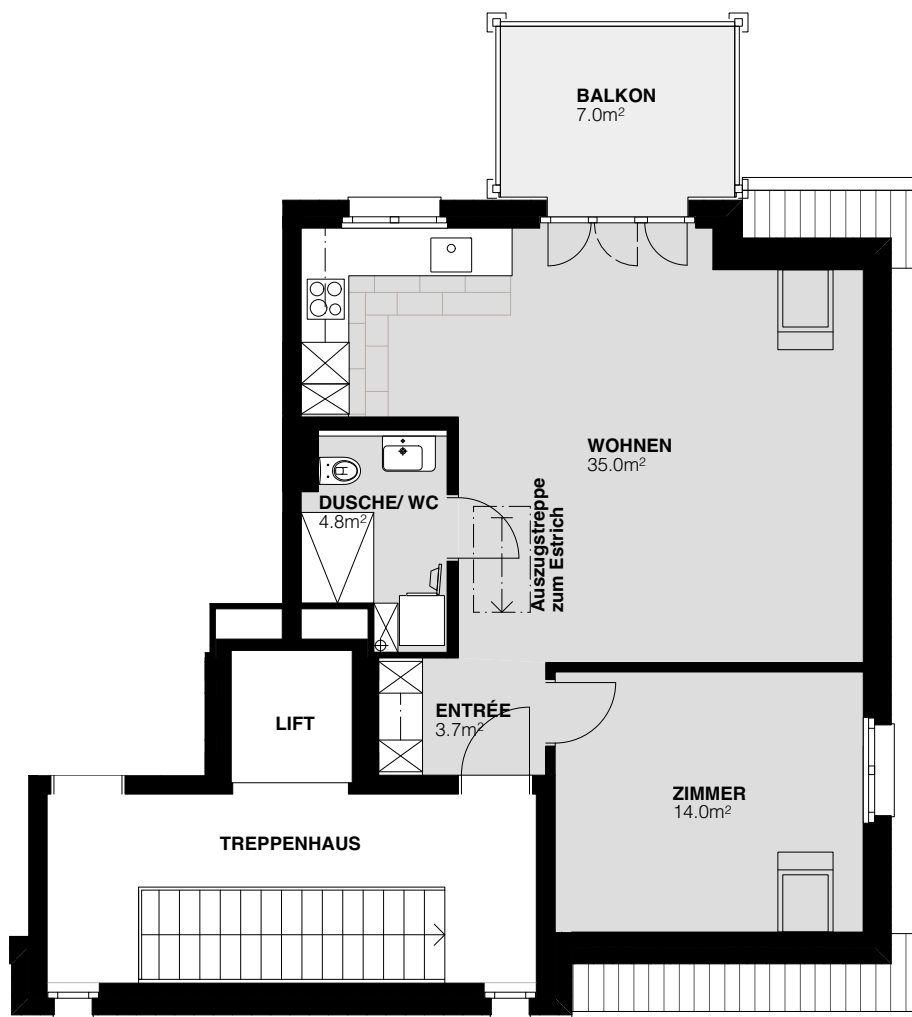 BALKON
7.0m²
WOHNEN
35.0m²
DUSCHE/ WC
4.8m²
Auszugstreppe
zum Estrich
ENTRÉE
3.7m²
LIFT
ZIMMER
14.0m²
TREPPENHAUS